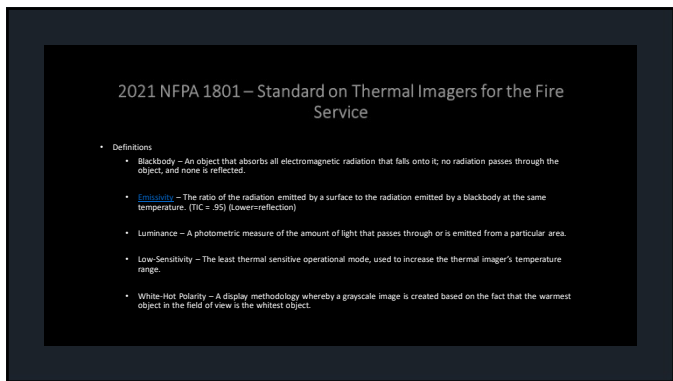 2021 NFPA 1801 – Standard on Thermal Imagers for the Fire
Service
• Definitions
• Blackbody – An object that absorbs all electromagnetic radiation that falls onto it; no radiation passes through the
object, and none is reflected.
• Emissivity – The ratio of the radiation emitted by a surface to the radiation emitted by a blackbody at the same
temperature. (TIC = .95) (Lower=reflection)
• Luminance – A photometric measure of the amount of light that passes through or is emitted from a particular area.
• Low-Sensitivity – The least thermal sensitive operational mode, used to increase the thermal imager's temperature
range.
• White-Hot Polarity – A display methodology whereby a grayscale image is created based on the fact that the warmest
object in the field of view is the whitest object.